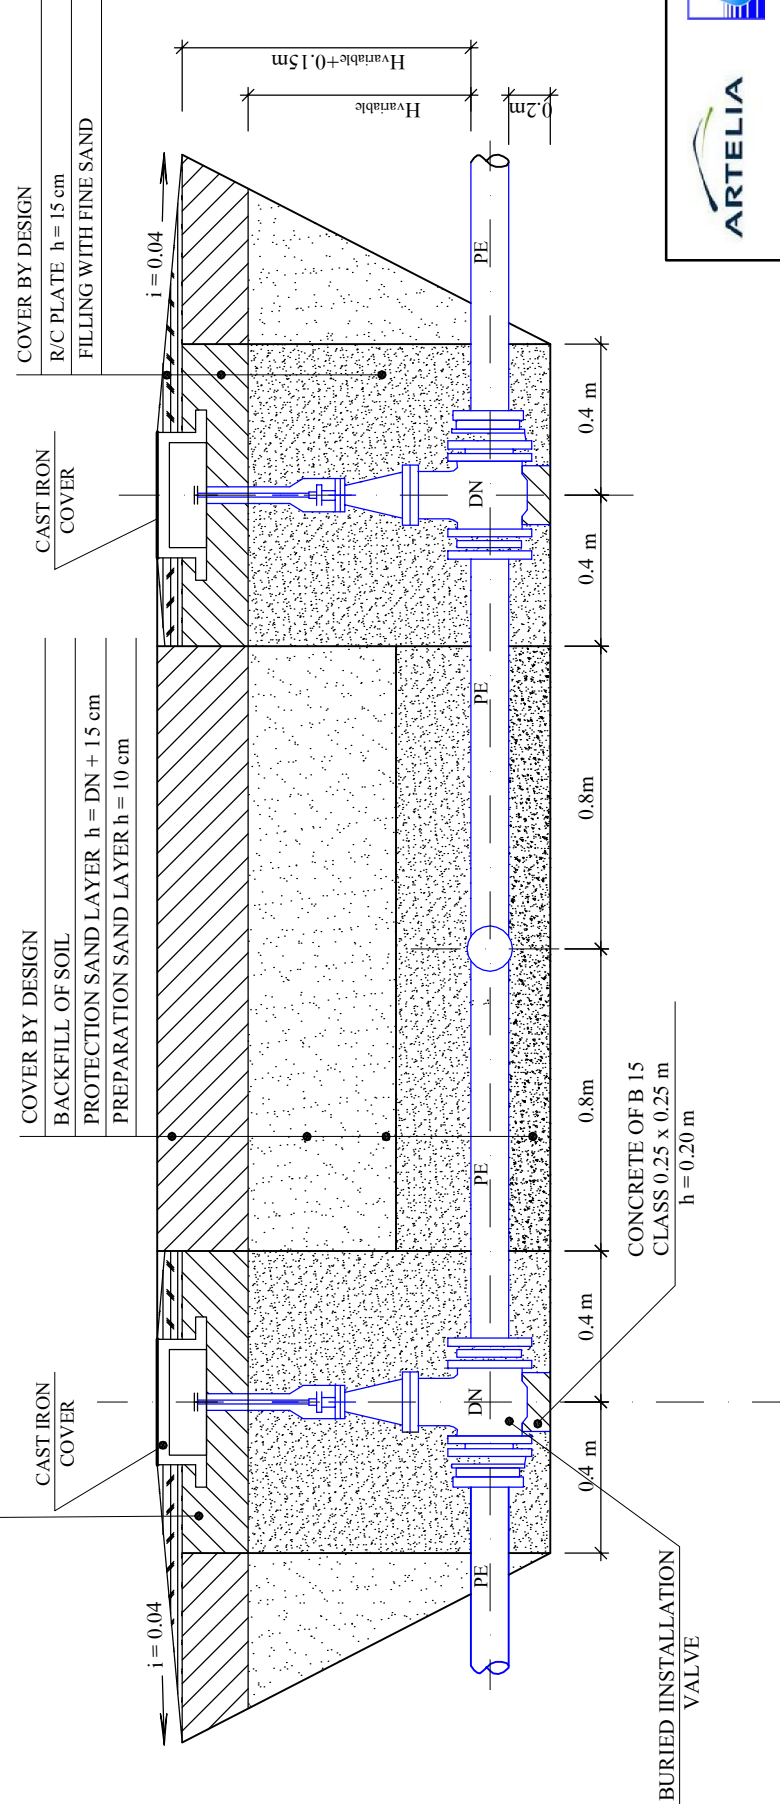 CAST IRON
COVER
COVER BY DESIGN
BACKFILL OF SOIL
PROTECTION SAND LAYER h = DN + 15 cm
PREPARATION SAND LAYER h = 10 cm
CAST IRON
COVER
COVER BY DESIGN
R/C PLATE h = 15 cm
FILLING WITH FINE SAND
i = 0.04
i = 0.04
Hvariable+0.15m
Hvariable
0.2m
PE
DN
PE
PE
DN
PE
0.4 m
0.4 m
0.8m
0.8m
0.4 m
0.4 m
BURIED IINSTALLATION
VALVE
CONCRETE OF B 15
CLASS 0.25 x 0.25 m
h = 0.20 m
ARTELIA